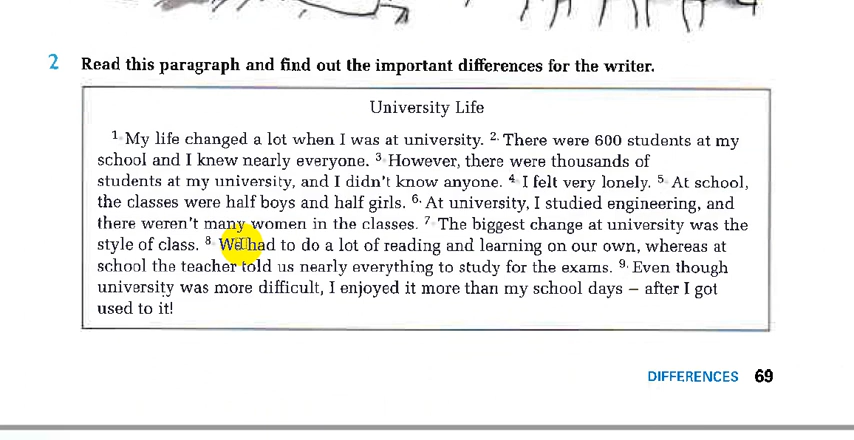 2 Read this paragraph and find out the important differences for the writer.
University Life
1. My life changed a lot when I was at university. 2. There were 600 students at my
school and I knew nearly everyone. 3. However, there were thousands of
students at my university, and I didn't know anyone. 4. I felt very lonely. 5. At school,
the classes were half boys and half girls. 6. At university, I studied engineering, and
there weren't many women in the classes. 7. The biggest change at university was the
style of class. 8. We had to do a lot of reading and learning on our own, whereas at
school the teacher told us nearly everything to study for the exams. 9. Even though
university was more difficult, I enjoyed it more than my school days – after I got
used to it!
DIFFERENCES 69